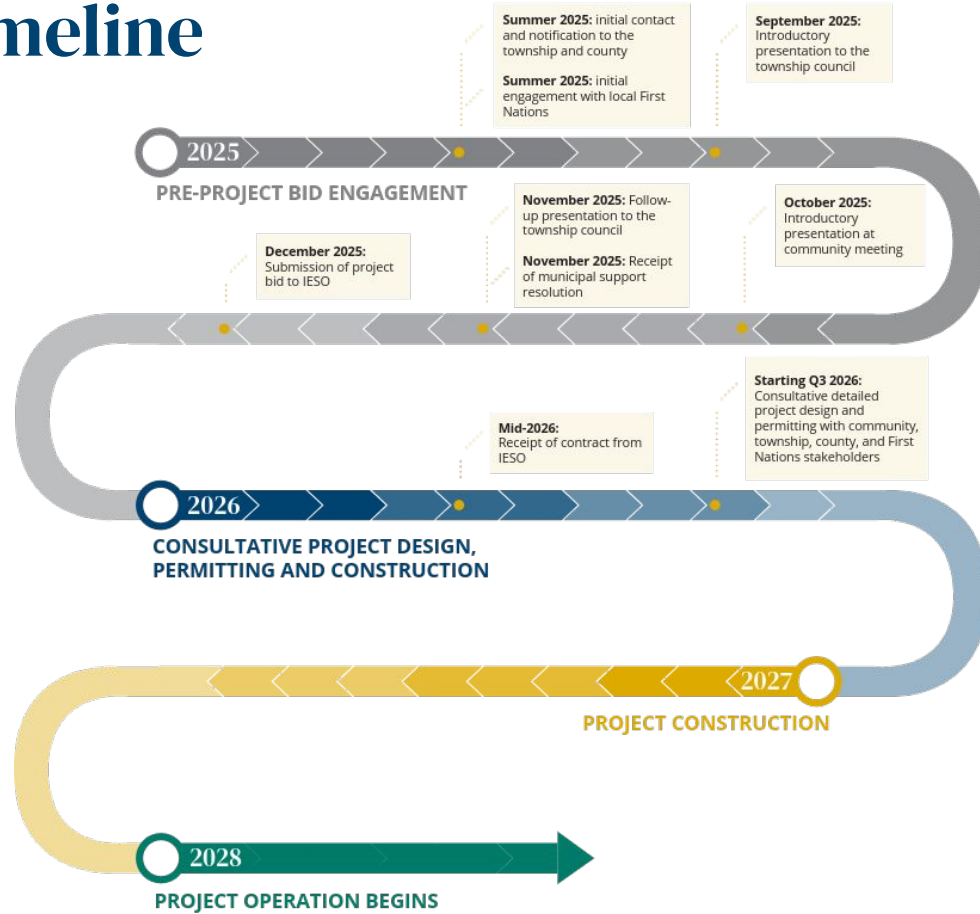 meline
Summer 2025: initial contact
and notification to the
township and county
Summer 2025: initial
engagement with local First
Nations
September 2025:
Introductory
presentation to the
township council
2025
PRE-PROJECT BID ENGAGEMENT
December 2025:
Submission of project
bid to IESO
November 2025: Follow-
up presentation to the
township council
November 2025: Receipt
of municipal support
resolution
October 2025:
Introductory
presentation at
community meeting
Mid-2026:
Receipt of contract from
IESO
Starting Q3 2026:
Consultative detailed
project design and
permitting with community,
township, county, and First
Nations stakeholders
2026
CONSULTATIVE PROJECT DESIGN,
PERMITTING AND CONSTRUCTION
2027
PROJECT CONSTRUCTION
2028
PROJECT OPERATION BEGINS